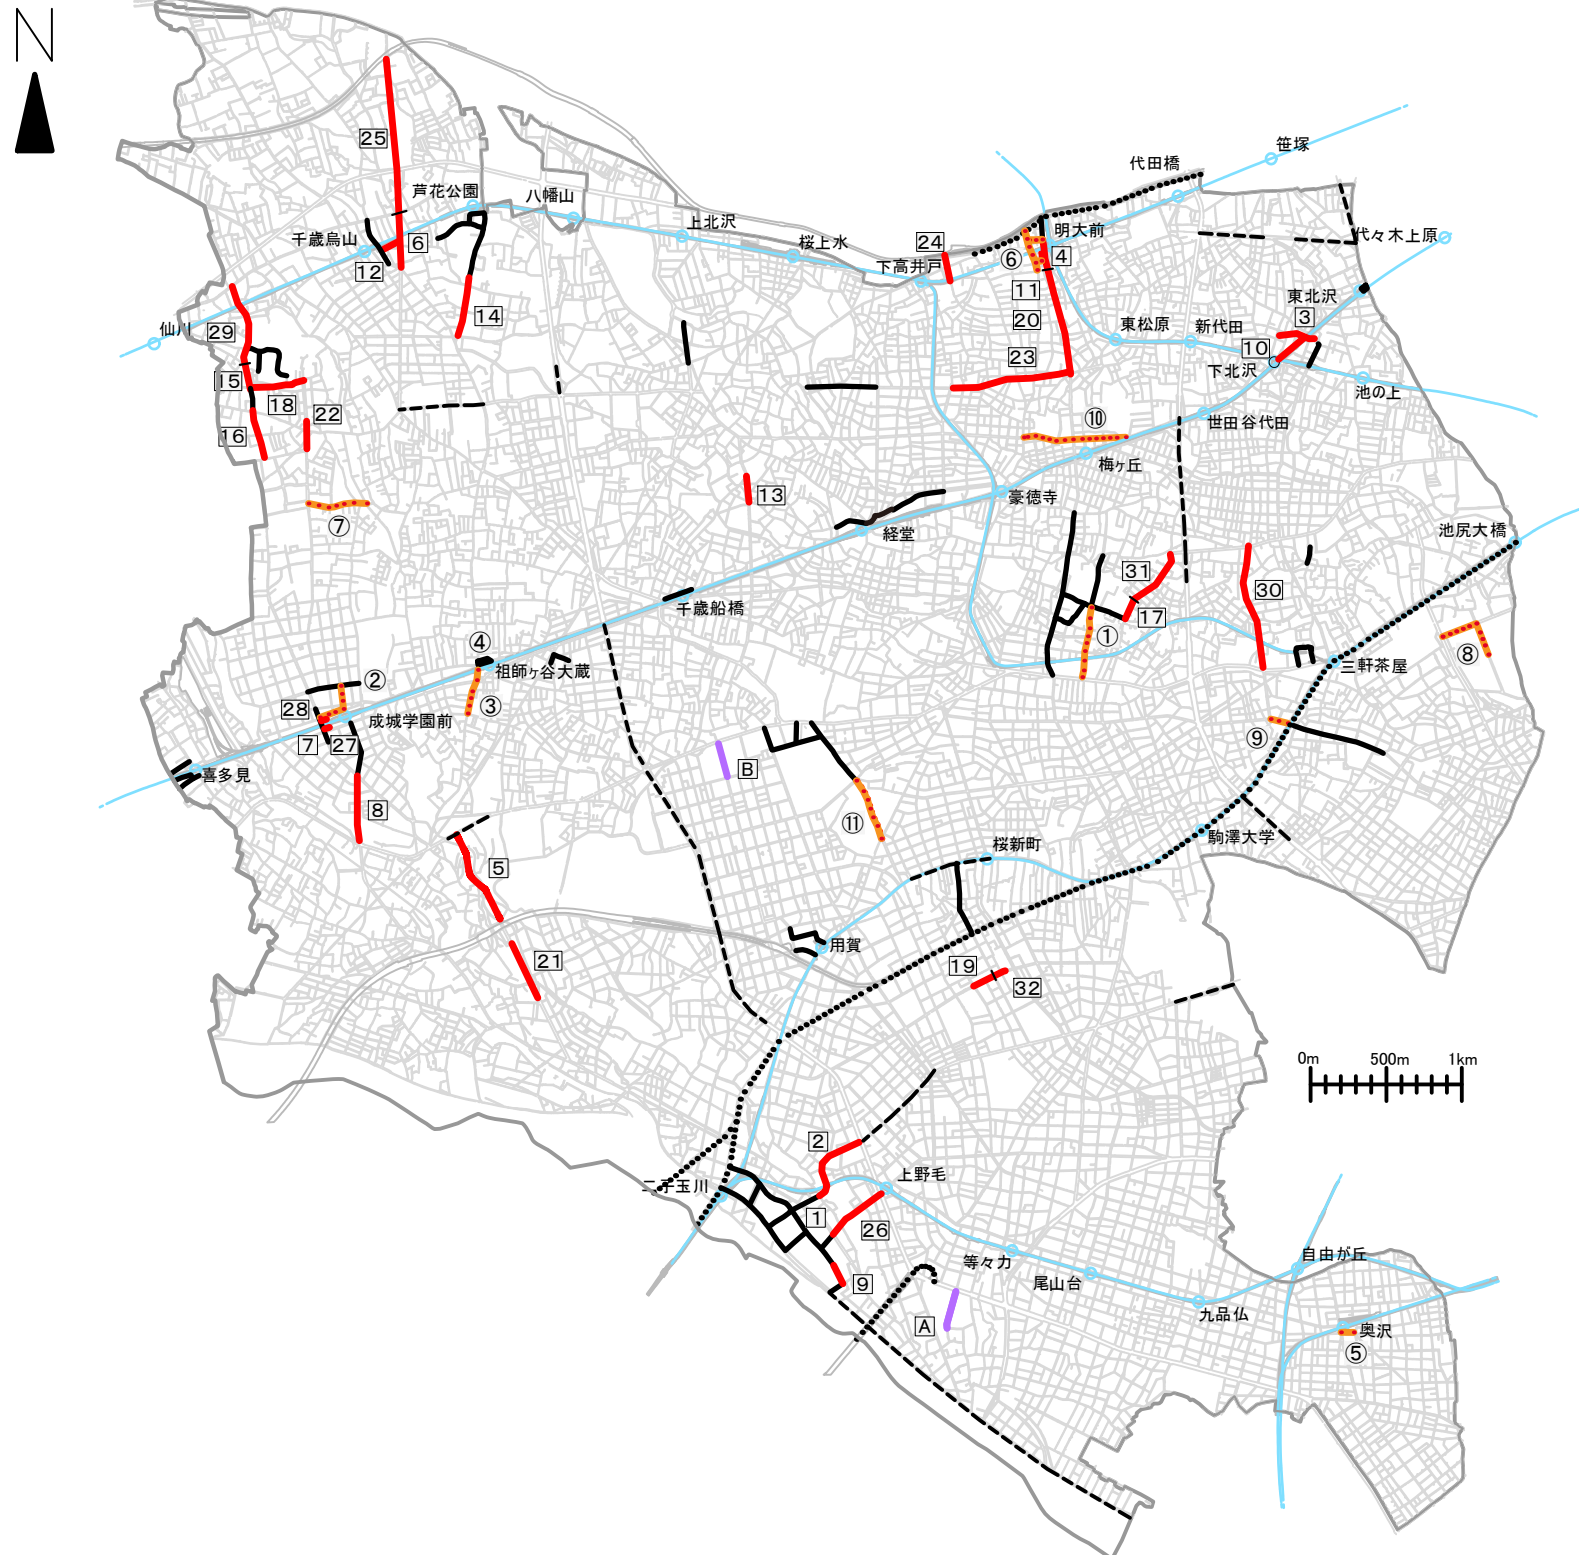 N
笹塚
代田橋
25
芦花公園
八幡山
上北沢
千歳烏山
6
桜上水
24
明大前
代々木上原
12
下高井戸
⑥
4
14
11
東北沢
29
仙川
20
東松原
新代田
3
23
10
下北沢
15
18
池の上
22
16
⑩
世田谷代田
梅ヶ丘
13
豪徳寺
⑦
経堂
池尻大橋
31
30
千歳船橋
17
①
④
祖師ヶ谷大蔵
三軒茶屋
⑧
②
28
③
成城学園前
7
27
⑨
喜多見
B
8
⑪
駒澤大学
桜新町
5
用賀
21
19
32
0m
500m
1km
2
二子玉川
上野毛
1
26
等々力
自由が丘
9
尾山台
九品仏
A
奥沢
⑤